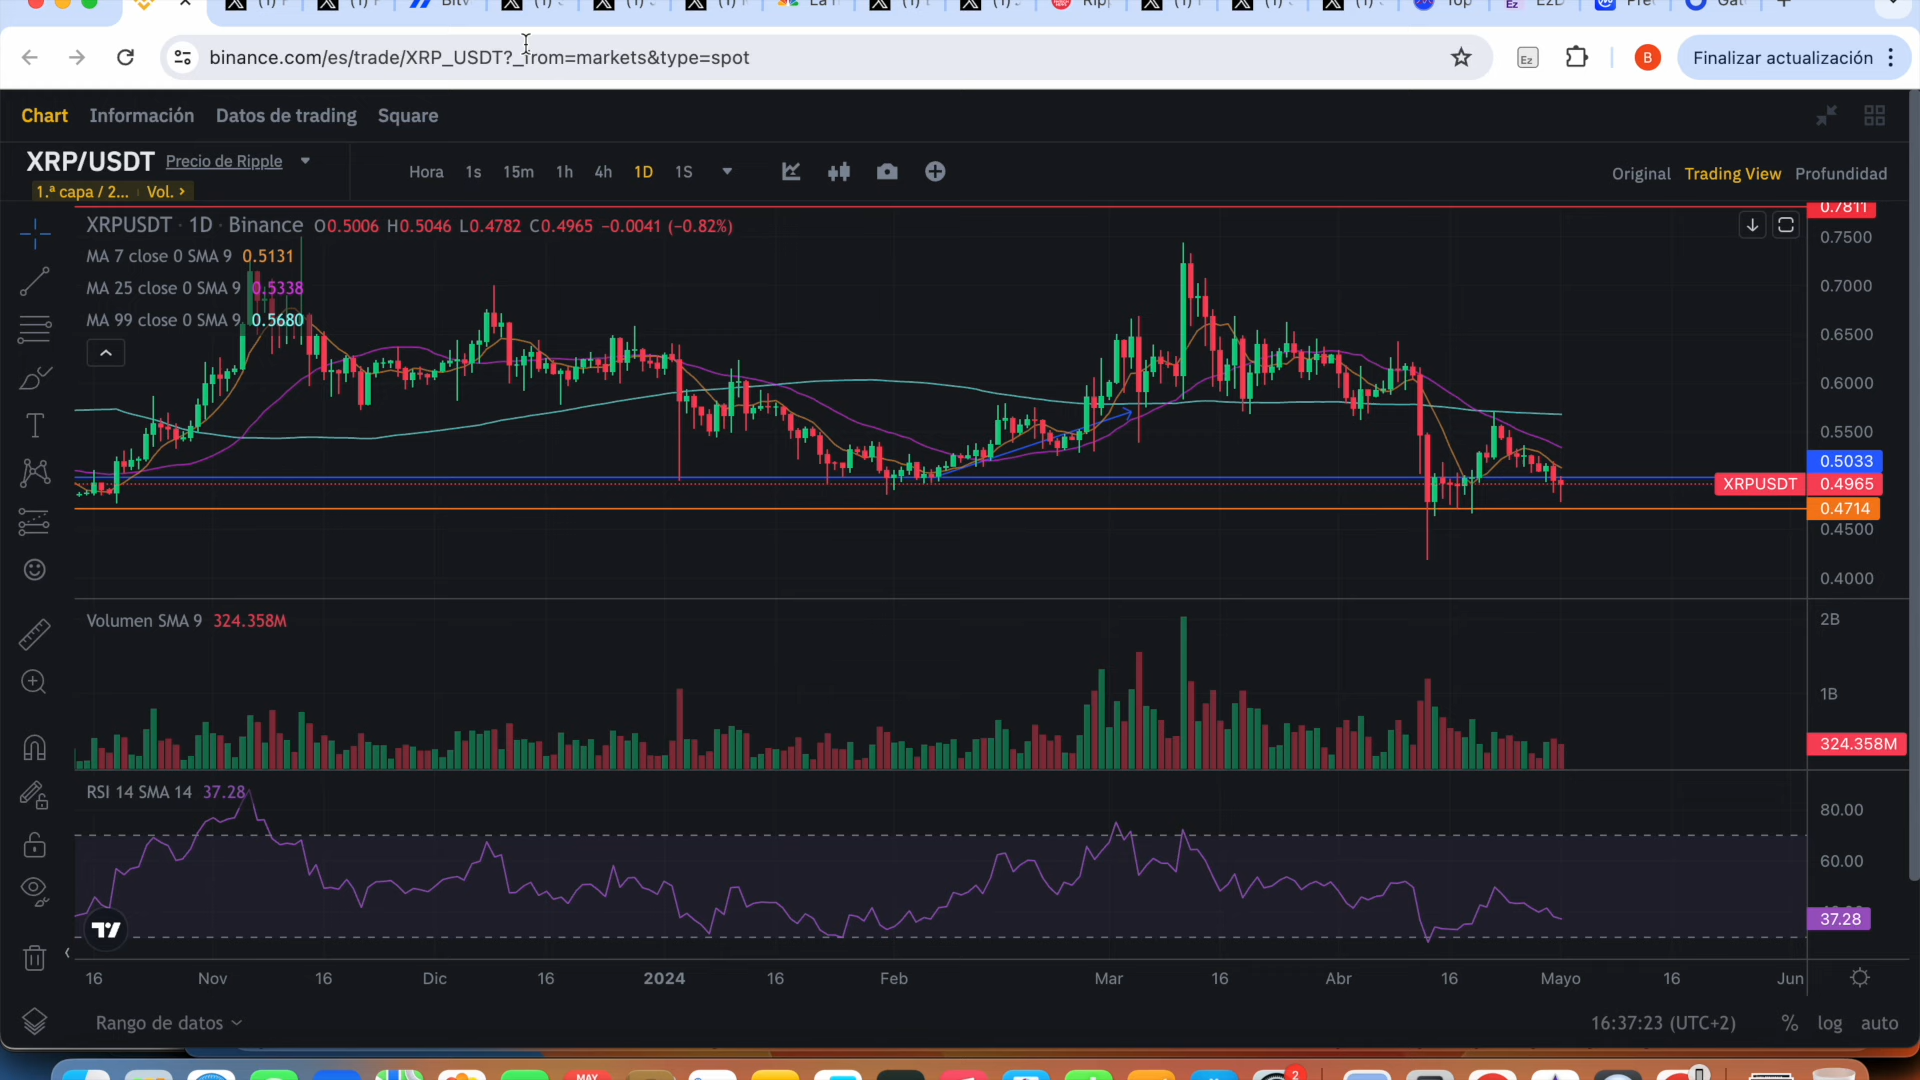 binance.com/es/trade/XRP_USDT?_from=markets&type=spot
Finalizar actualización
Chart Información Datos de trading Square
XRP/USDT Precio de Ripple
1.ª capa / 2... Vol. >
Hora 1s 15m 1h 4h 1D 1S
Original Trading View Profundidad
XRPUSDT · 1D · Binance O0.5006 H0.5046 L0.4782 C0.4965 −0.0041 (−0.82%)
MA 7 close 0 SMA 9 0.5131
MA 25 close 0 SMA 9 0.5338
MA 99 close 0 SMA 9 0.5680
0.7811
0.7500
0.7000
0.6500
0.6000
0.5500
0.5033
XRPUSDT 0.4965
0.4714
0.4500
0.4000
Volumen SMA 9 324.358M
2B
1B
324.358M
RSI 14 SMA 14 37.28
80.00
60.00
37.28
16 Nov 16 Dic 16 2024 16 Feb Mar 16 Abr 16 Mayo 16 Jun
Rango de datos
16:37:23 (UTC+2) % log auto
MAY
2